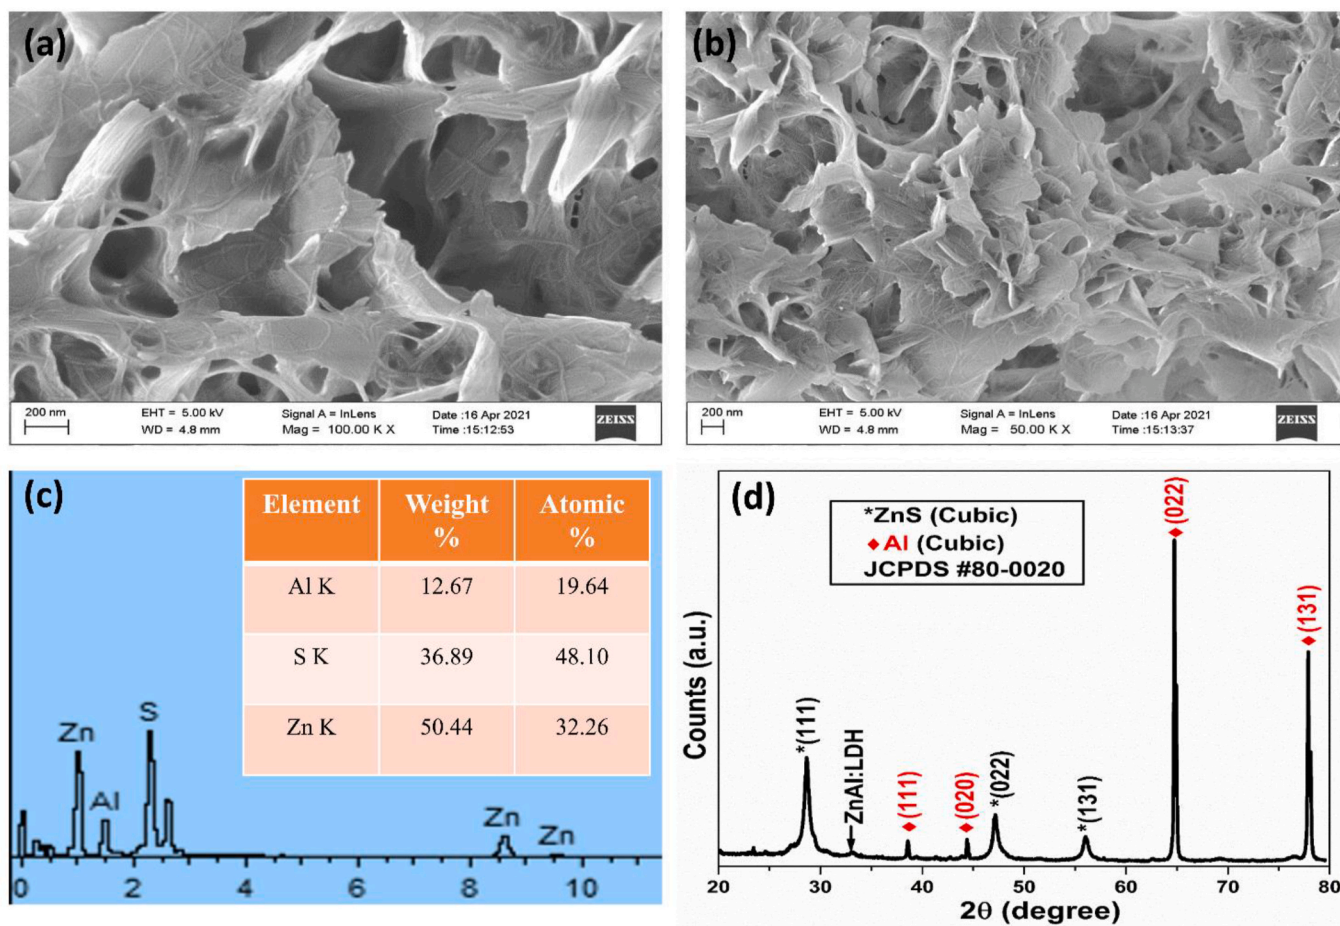 (a)
200 nm
EHT = 5.00 kV
WD = 4.8 mm
Signal A = InLens
Mag = 100.00 K X
Date :16 Apr 2021
Time :15:12:53
ZEISS
(b)
200 nm
EHT = 5.00 kV
WD = 4.8 mm
Signal A = InLens
Mag = 50.00 K X
Date :16 Apr 2021
Time :15:13:37
ZEISS
(c)
Element Weight % Atomic %
Al K 12.67 19.64
S K 36.89 48.10
Zn K 50.44 32.26
Zn
Al
S
Zn
Zn
0 2 4 6 8 10
(d)
*ZnS (Cubic)
♦Al (Cubic)
JCPDS #80-0020
Counts (a.u.)
*(111)
ZnAl:LDH
♦(111)
♦(020)
*(022)
*(131)
♦(022)
♦(131)
20 30 40 50 60 70 80
2θ (degree)